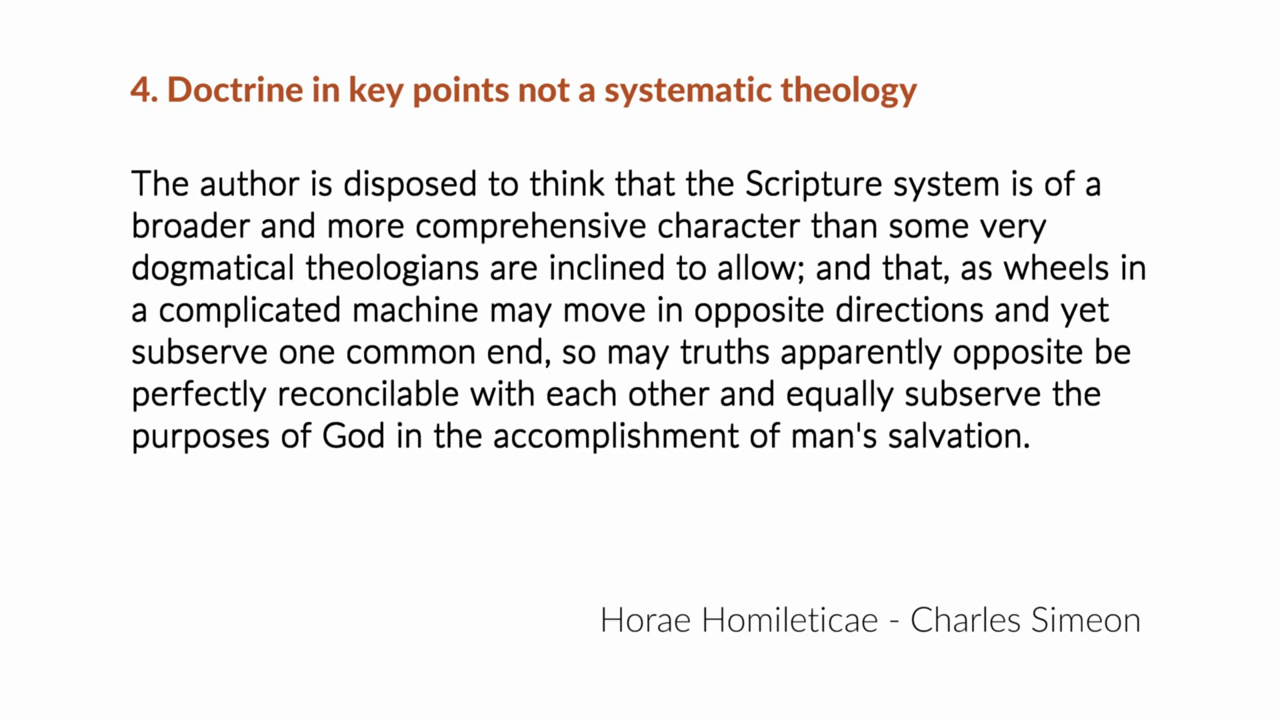 4. Doctrine in key points not a systematic theology
The author is disposed to think that the Scripture system is of a
broader and more comprehensive character than some very
dogmatical theologians are inclined to allow; and that, as wheels in
a complicated machine may move in opposite directions and yet
subserve one common end, so may truths apparently opposite be
perfectly reconcilable with each other and equally subserve the
purposes of God in the accomplishment of man's salvation.
Horae Homileticae - Charles Simeon